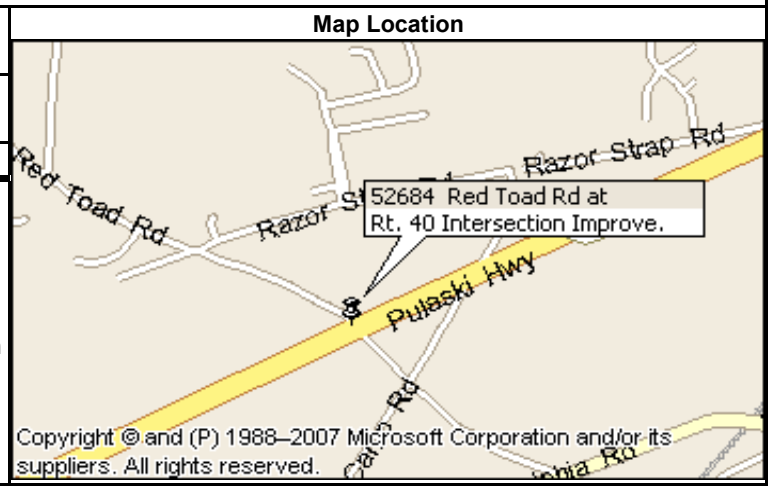 Map Location
Red Toad Rd
Razor Strap Rd
Razor
52684 Red Toad Rd at
Rt. 40 Intersection Improve.
Pulaski Hwy
Rd
Rd
Copyright © and (P) 1988–2007 Microsoft Corporation and/or its
suppliers. All rights reserved.